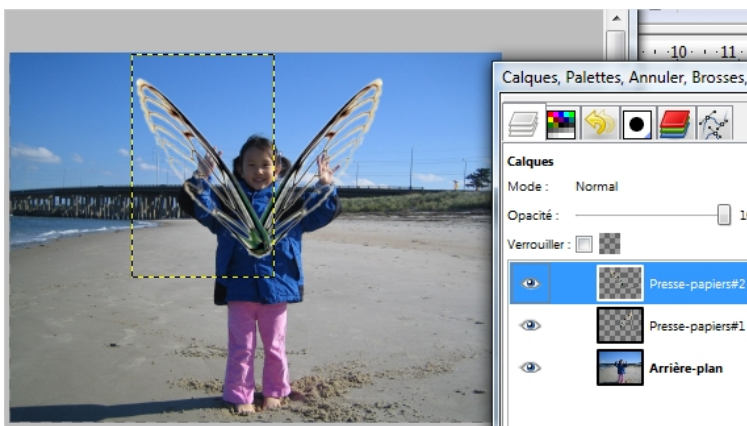 10 11
Calques, Palettes, Annuler, Brosses,
Calques
Mode : Normal
Opacité :
Verrouiller :
Presse-papiers#2
Presse-papiers#1
Arrière-plan